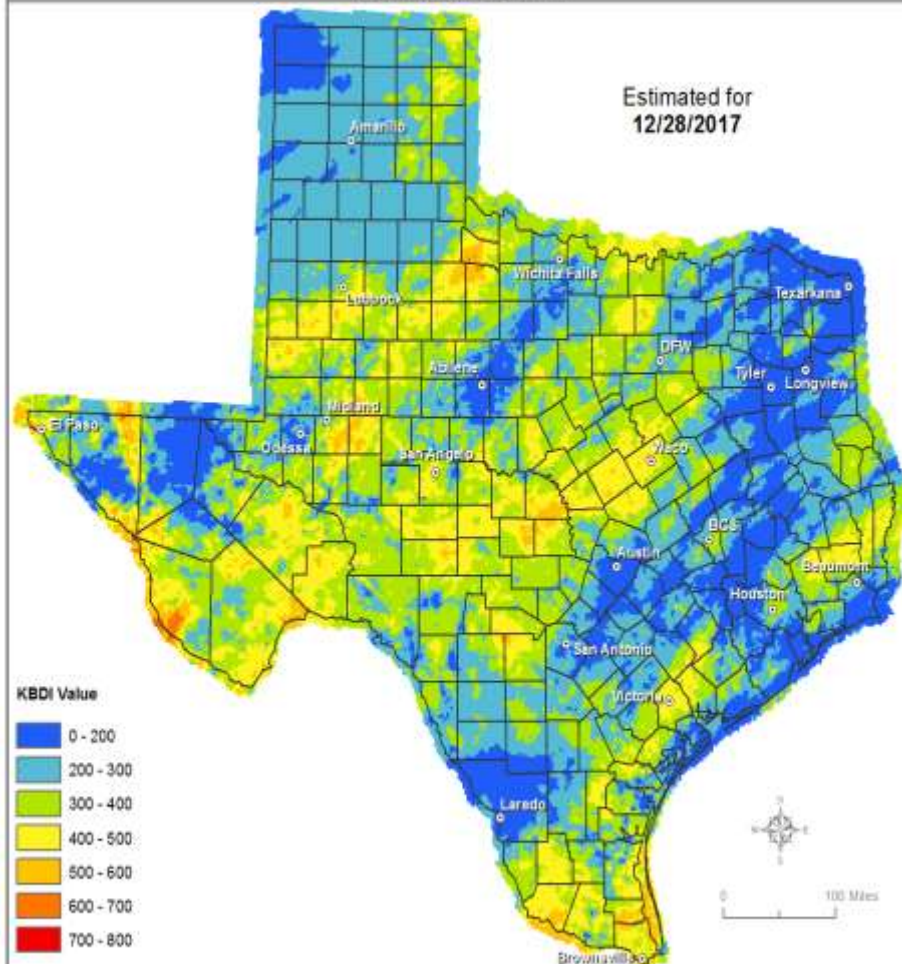 Estimated for
12/28/2017
Amarillo
Wichita Falls
Texarkana
Lubbock
DFW
Abilene
Tyler
Longview
Midland
El Paso
Odessa
San Angelo
Waco
BCS
Austin
Beaumont
Houston
San Antonio
Victoria
KBDI Value
0 - 200
200 - 300
300 - 400
400 - 500
500 - 600
600 - 700
700 - 800
Laredo
0 100 Miles
Brownsville